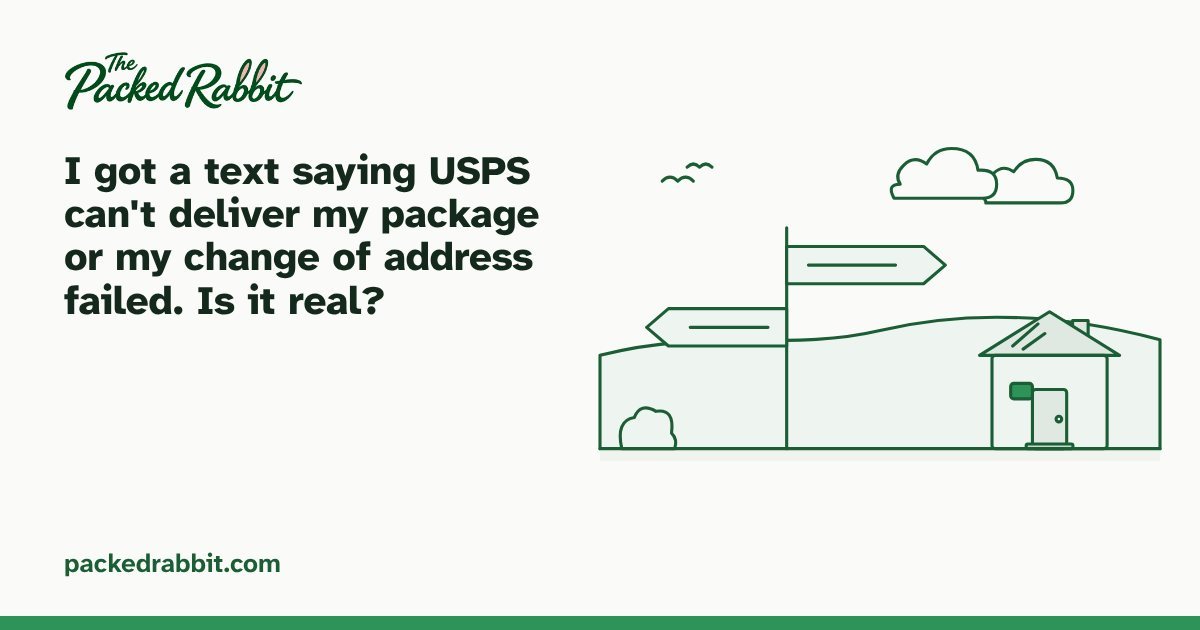 The
Packed Rabbit
I got a text saying USPS
can't deliver my package
or my change of address
failed. Is it real?
packedrabbit.com